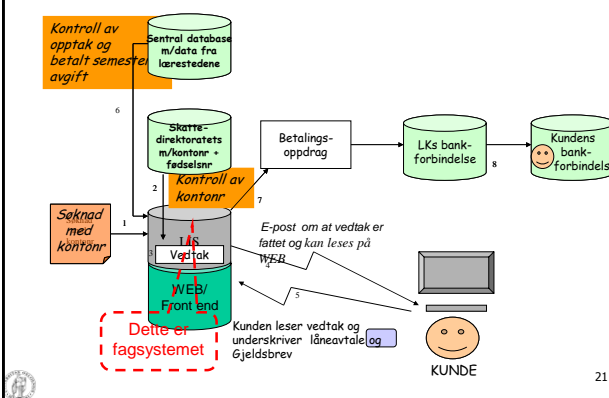 Kontroll av
opptak og
betalt semester
avgift
Sentral database
m/data fra
lærestedene
6
Skatte-
direktoratets
m/kontonr +
fødselsnr
2
Kontroll av
kontonr
7
Betalings-
oppdrag
LKs bank-
forbindelse
8
Kundens
bank-
forbindels
Søknad
med
kontonr
1
3
Vedtak
WEB/
Front end
E-post om at vedtak er
fattet og kan leses på
WEB
4
5
Dette er
fagsystemet
Kunden leser vedtak og
underskriver låneavtale og
Gjeldsbrev
KUNDE
21